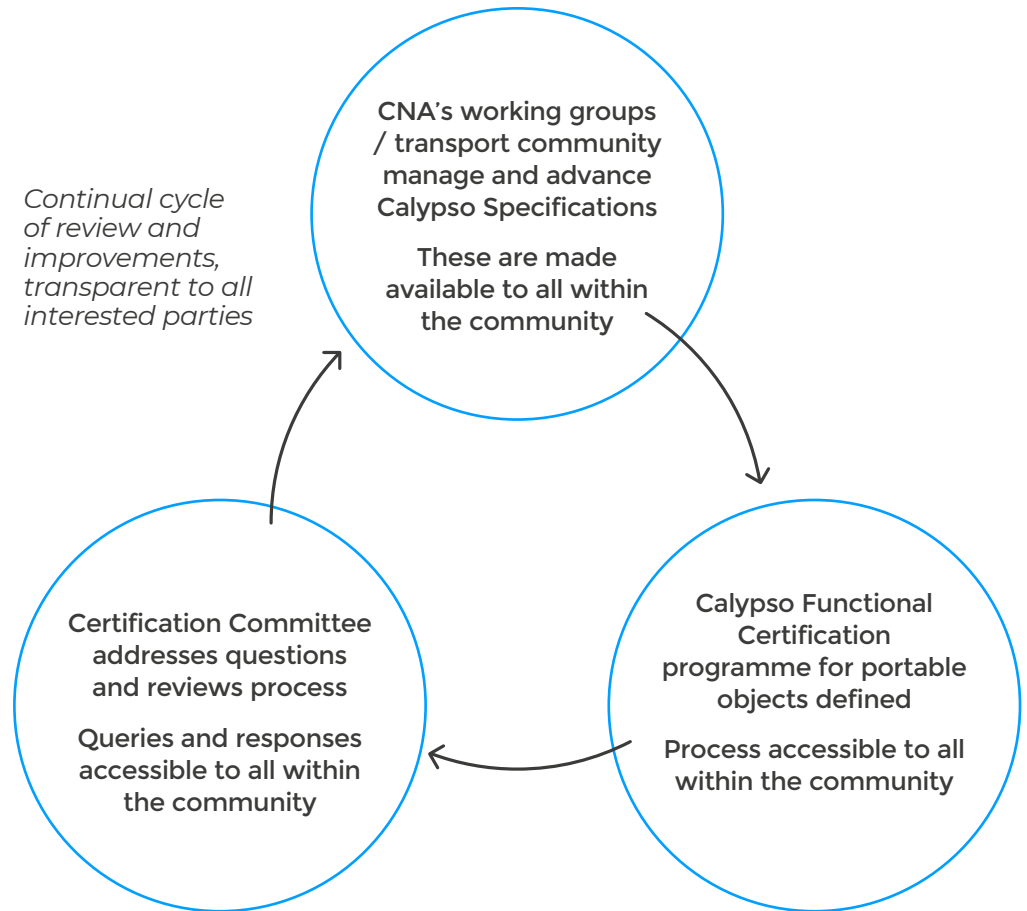 CNA’s working groups
/ transport community
manage and advance
Calypso Specifications
These are made
available to all within
the community
Continual cycle
of review and
improvements,
transparent to all
interested parties
Calypso Functional
Certification
programme for portable
objects defined
Process accessible to all
within the community
Certification Committee
addresses questions
and reviews process
Queries and responses
accessible to all within
the community